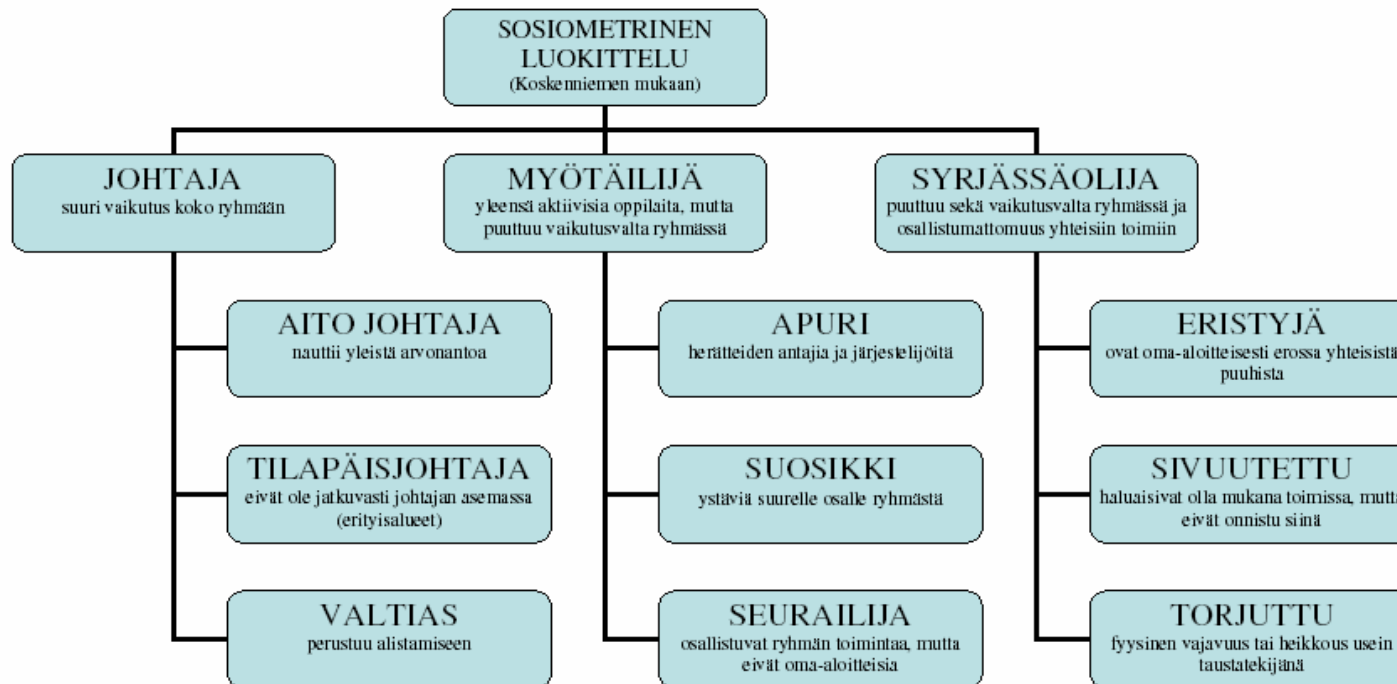 SOSIOMETRINEN
LUOKITTELU
(Koskenniemen mukaan)
JOHTAJA
suuri vaikutus koko ryhmään
MYÖTÄILIJÄ
yleensä aktiivisia oppilaita, mutta
puuttuu vaikutusvalta ryhmässä
SYRJÄSSÄOLIJA
puuttuu sekä vaikutusvalta ryhmässä ja
osallistumattomuus yhteisiin toimiin
AITO JOHTAJA
nauttii yleistä arvonantoa
APURI
herätteiden antajia ja järjestelijöitä
ERISTYJÄ
ovat oma-aloitteisesti erossa yhteisistä
puuhista
TILAPÄISJOHTAJA
eivät ole jatkuvasti johtajan asemassa
(erityisalueet)
SUOSIKKI
ystäviä suurelle osalle ryhmästä
SIVUUTETTU
haluaisivat olla mukana toimissa, mutta
eivät onnistu siinä
VALTIAS
perustuu alistamiseen
SEURAILIJA
osallistuvat ryhmän toimintaa, mutta
eivät oma-aloitteisia
TORJUTTU
fyysinen vajavuus tai heikkous usein
taustatekijänä